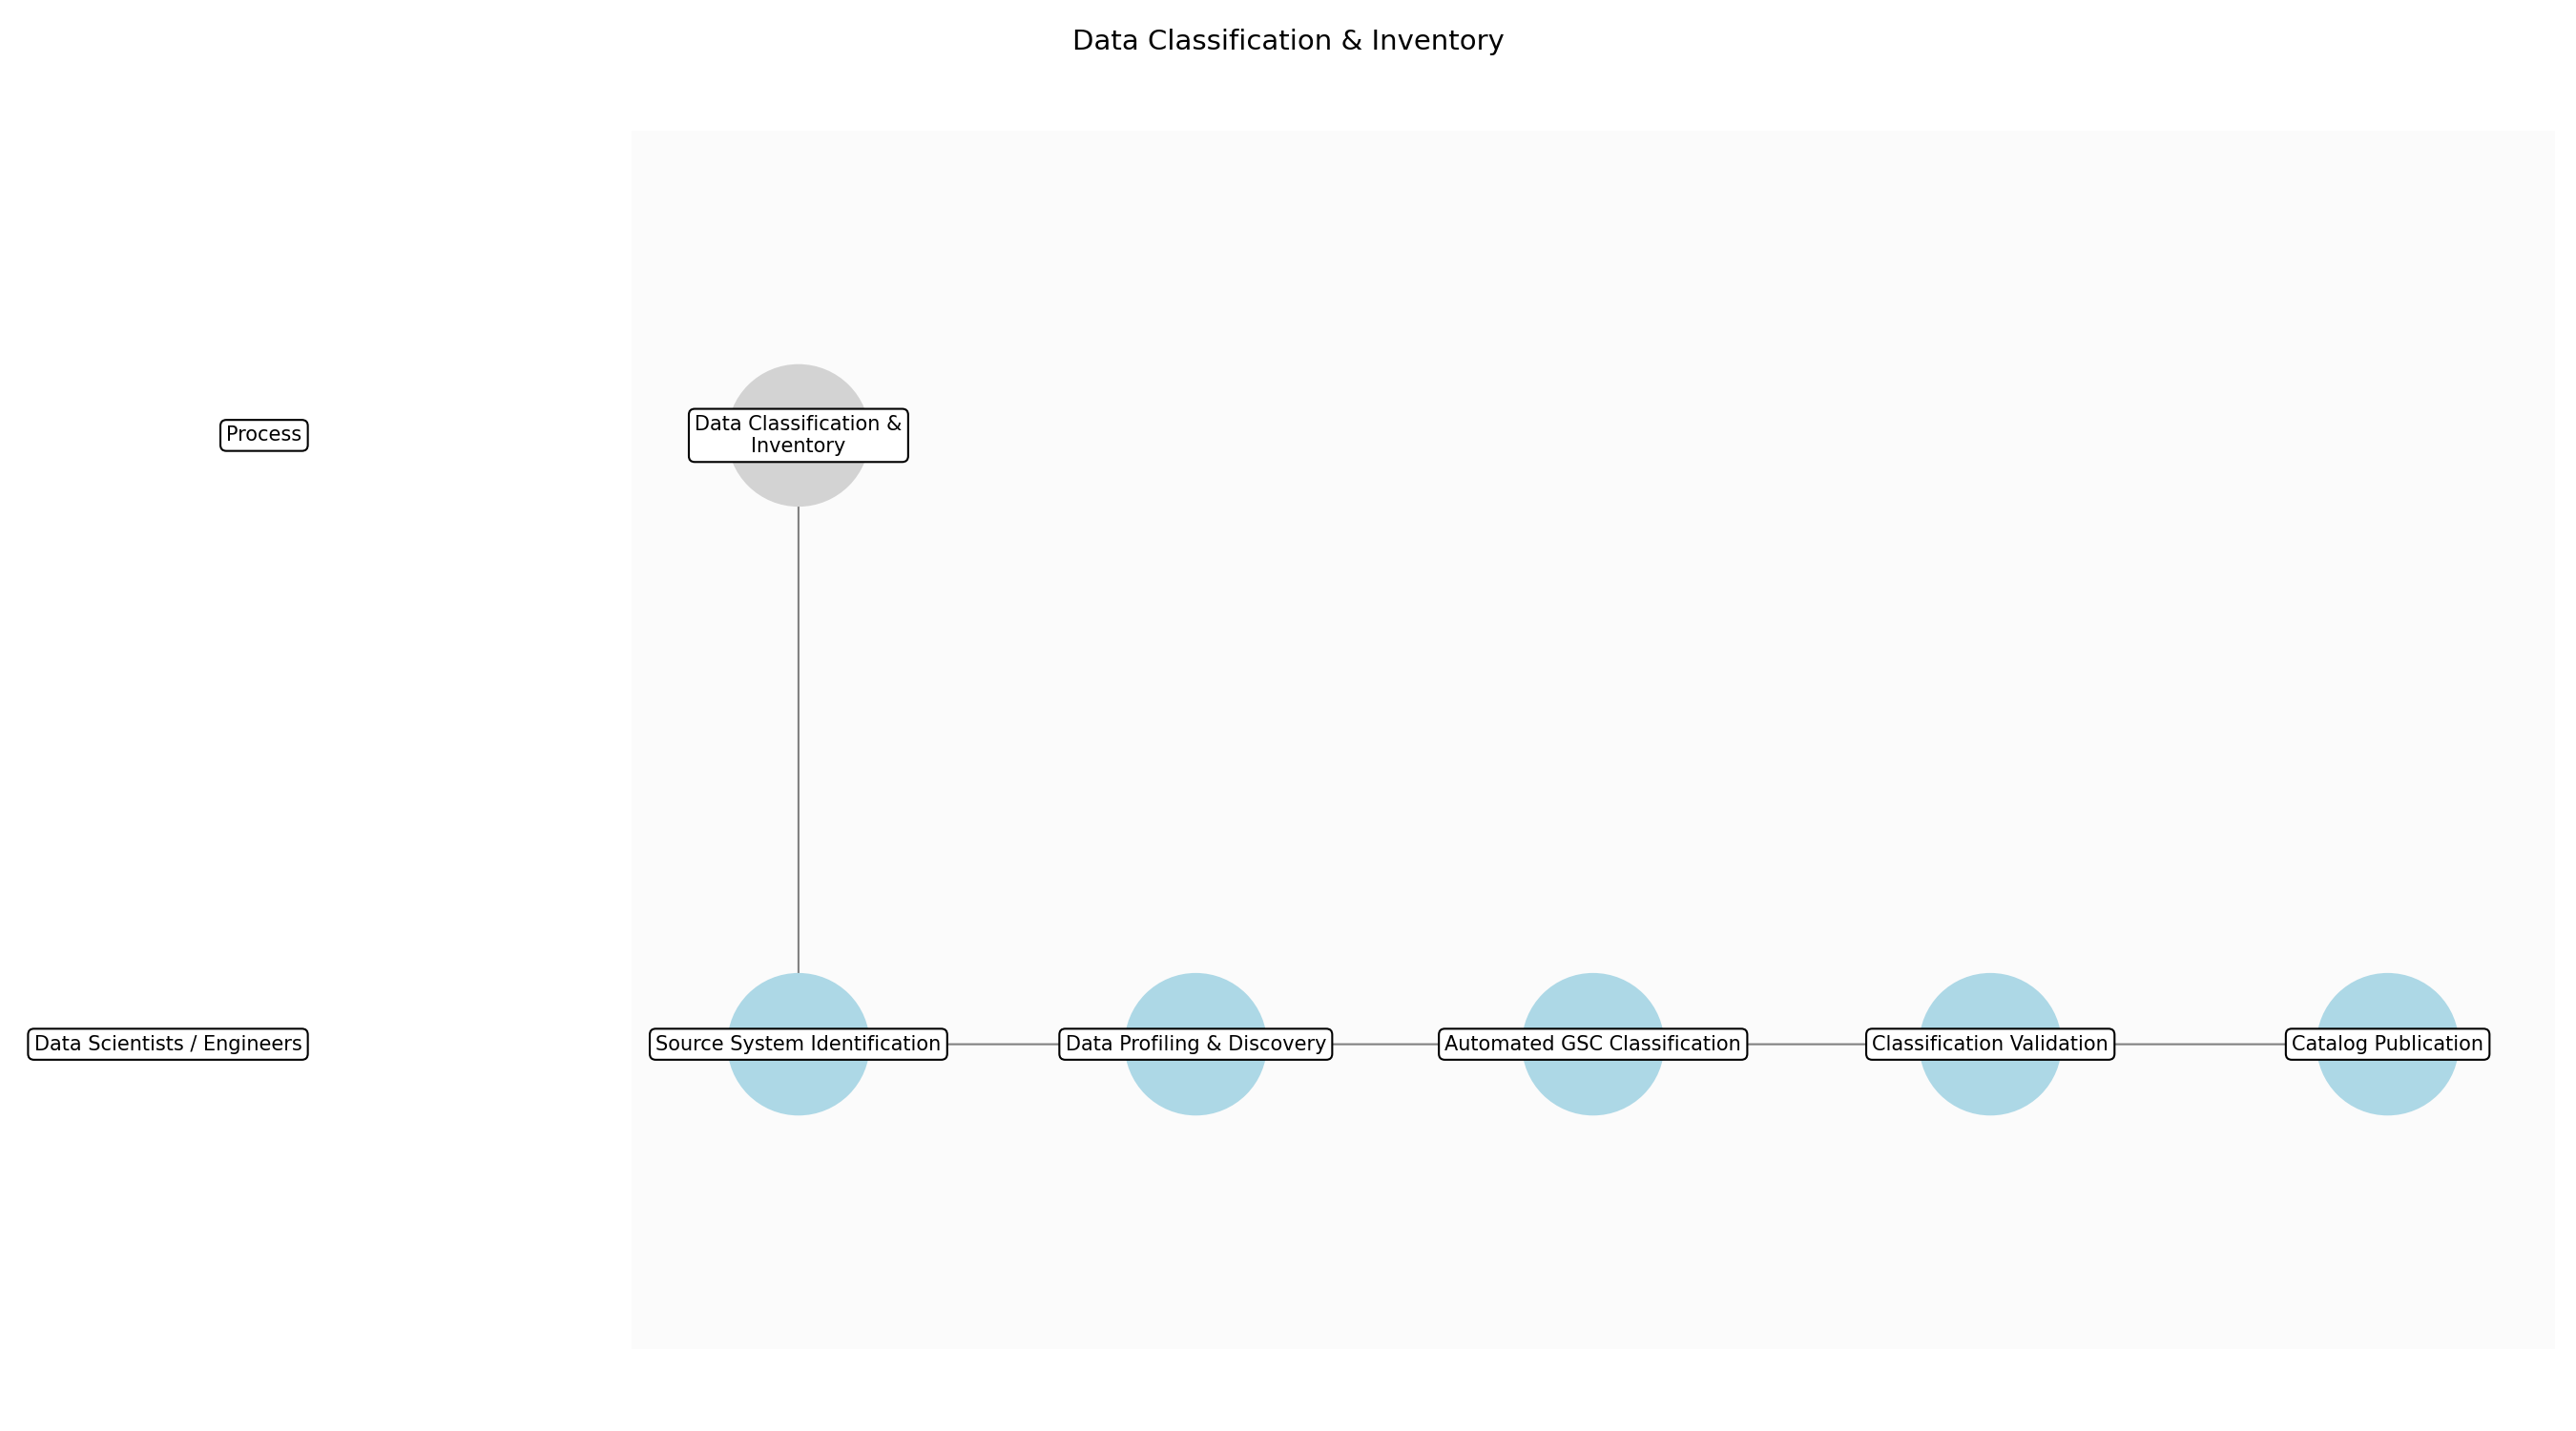 Data Classification & Inventory
Process
Data Classification &
Inventory
Data Scientists / Engineers
Source System Identification
Data Profiling & Discovery
Automated GSC Classification
Classification Validation
Catalog Publication